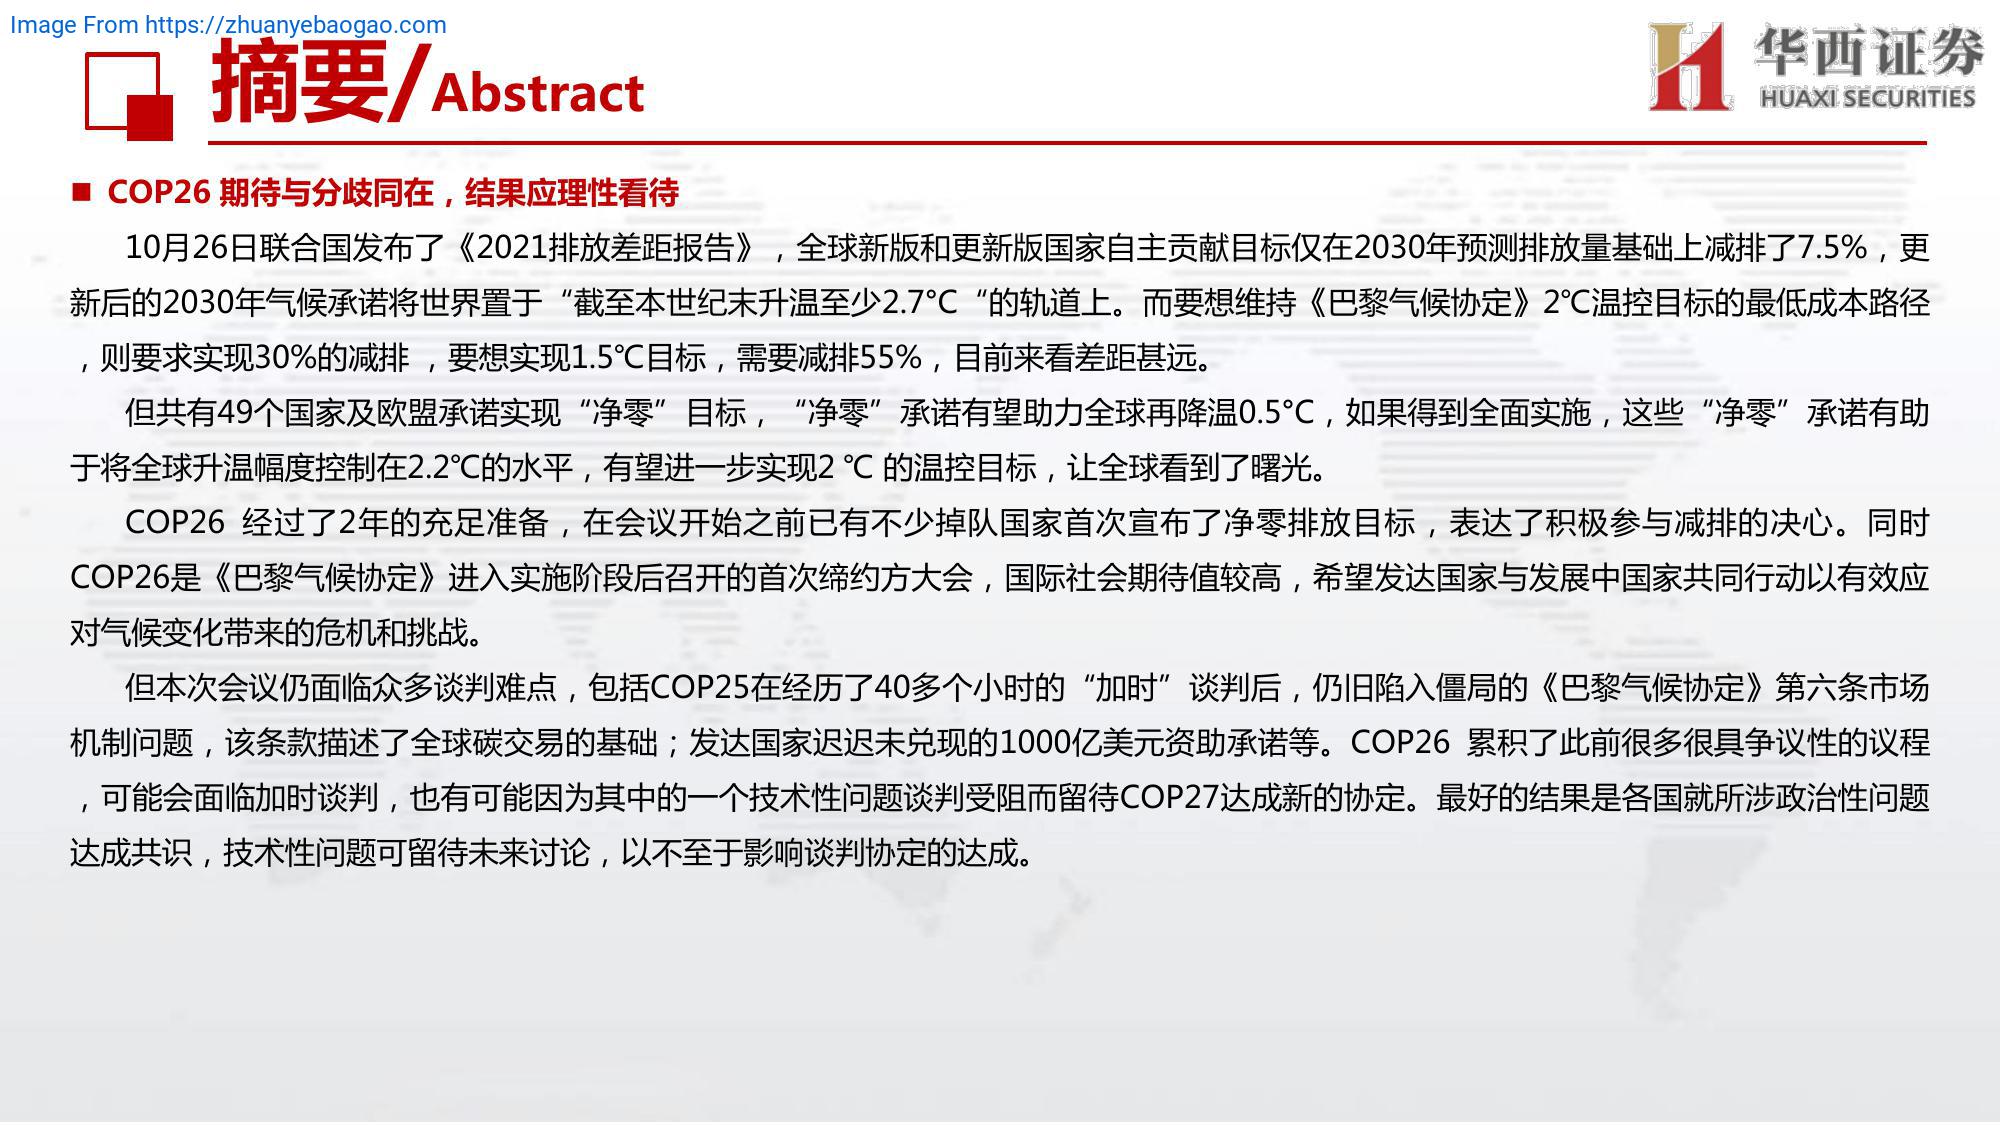 Image From https://zhuanyebaogao.com
摘要/Abstract
华西证券
HUAXI SECURITIES
■ COP26 期待与分歧同在，结果应理性看待
10月26日联合国发布了《2021排放差距报告》，全球新版和更新版国家自主贡献目标仅在2030年预测排放量基础上减排了7.5%，更
新后的2030年气候承诺将世界置于“截至本世纪末升温至少2.7°C“的轨道上。而要想维持《巴黎气候协定》2℃温控目标的最低成本路径
，则要求实现30%的减排 ，要想实现1.5℃目标，需要减排55%，目前来看差距甚远。
但共有49个国家及欧盟承诺实现“净零”目标，“净零”承诺有望助力全球再降温0.5°C，如果得到全面实施，这些“净零”承诺有助
于将全球升温幅度控制在2.2℃的水平，有望进一步实现2 ℃ 的温控目标，让全球看到了曙光。
COP26 经过了2年的充足准备，在会议开始之前已有不少掉队国家首次宣布了净零排放目标，表达了积极参与减排的决心。同时
COP26是《巴黎气候协定》进入实施阶段后召开的首次缔约方大会，国际社会期待值较高，希望发达国家与发展中国家共同行动以有效应
对气候变化带来的危机和挑战。
但本次会议仍面临众多谈判难点，包括COP25在经历了40多个小时的“加时”谈判后，仍旧陷入僵局的《巴黎气候协定》第六条市场
机制问题，该条款描述了全球碳交易的基础；发达国家迟迟未兑现的1000亿美元资助承诺等。COP26 累积了此前很多很具争议性的议程
，可能会面临加时谈判，也有可能因为其中的一个技术性问题谈判受阻而留待COP27达成新的协定。最好的结果是各国就所涉政治性问题
达成共识，技术性问题可留待未来讨论，以不至于影响谈判协定的达成。